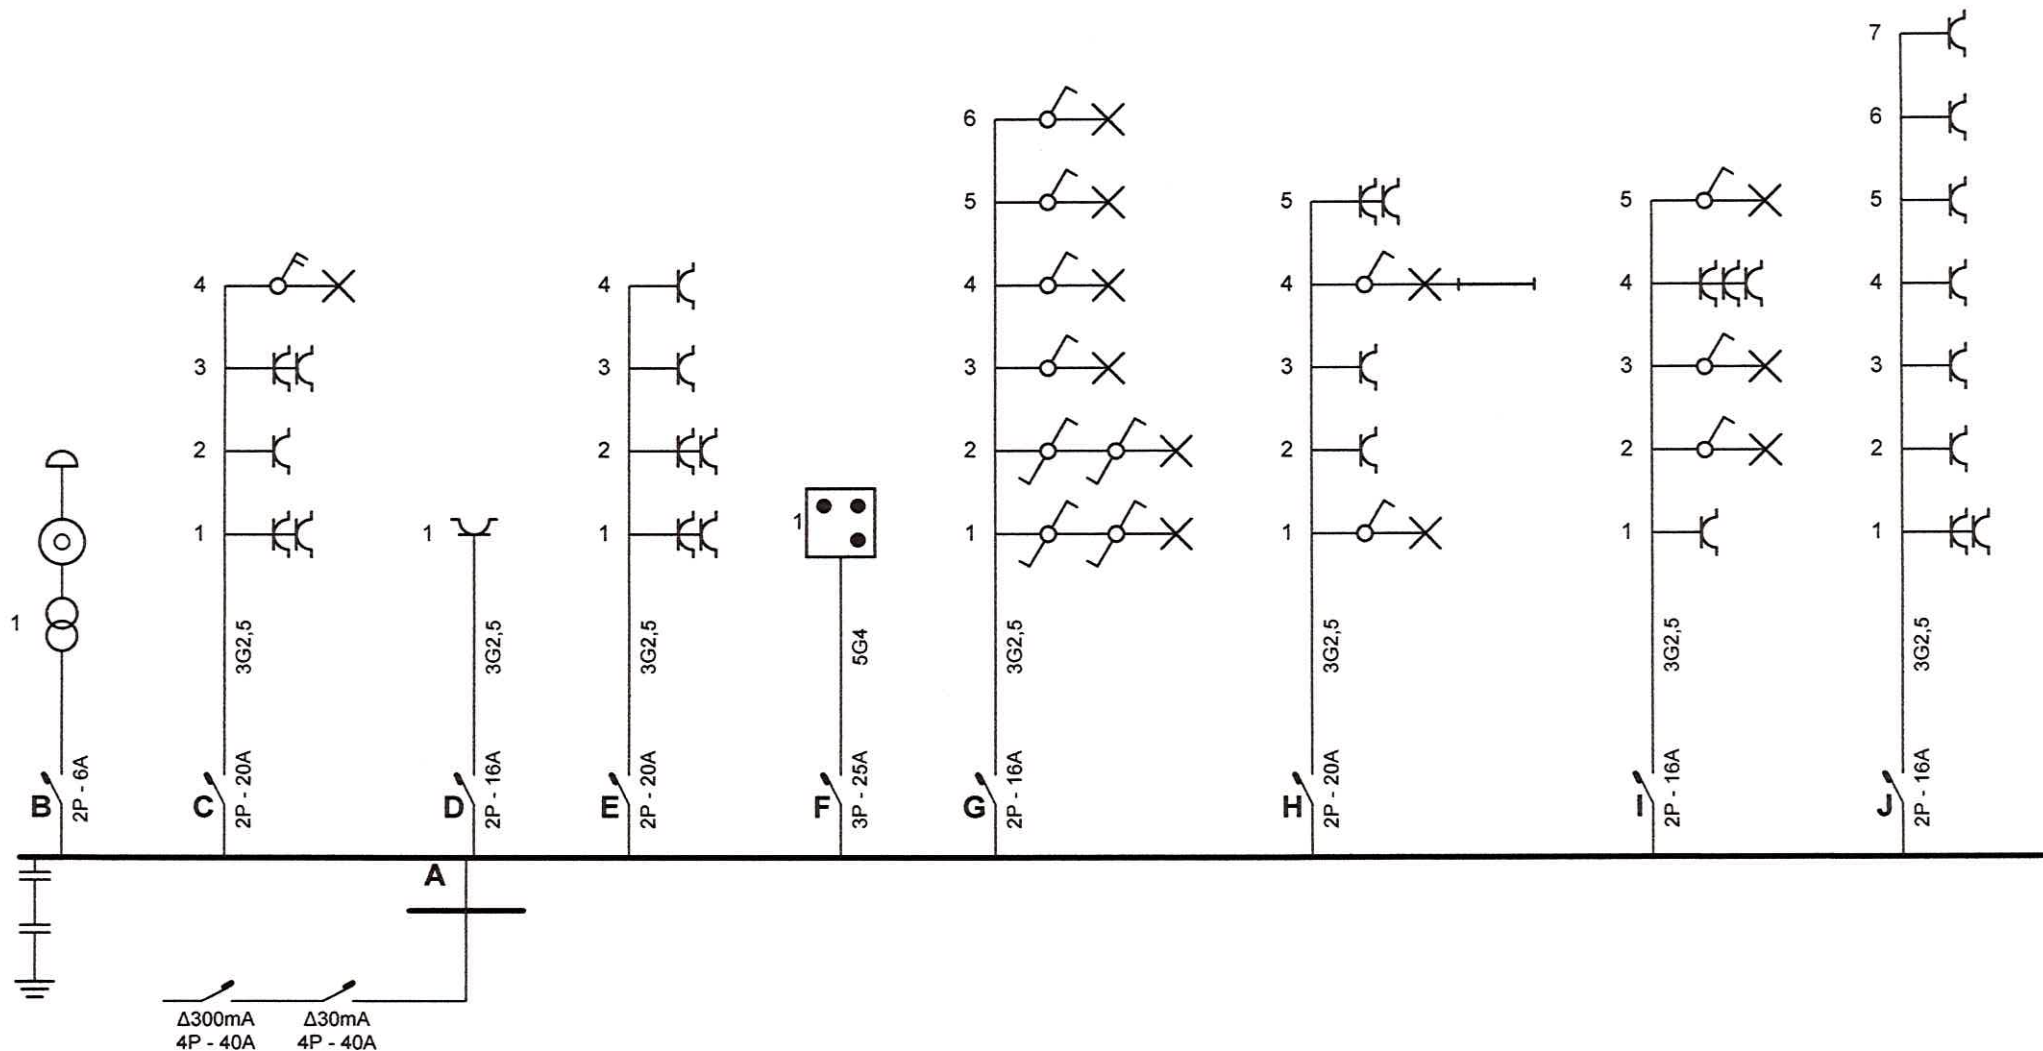 7
6
6
5
5
5
5
4
4
4
4
4
4
3
3
3
3
3
3
2
2
2
2
2
2
1
1
1
1
1
1
1
1
1
3G2,5
3G2,5
3G2,5
5G4
3G2,5
3G2,5
3G2,5
3G2,5
B
2P - 6A
C
2P - 20A
D
2P - 16A
E
2P - 20A
F
3P - 25A
G
2P - 16A
H
2P - 20A
I
2P - 16A
J
2P - 16A
A
Δ300mA
4P - 40A
Δ30mA
4P - 40A